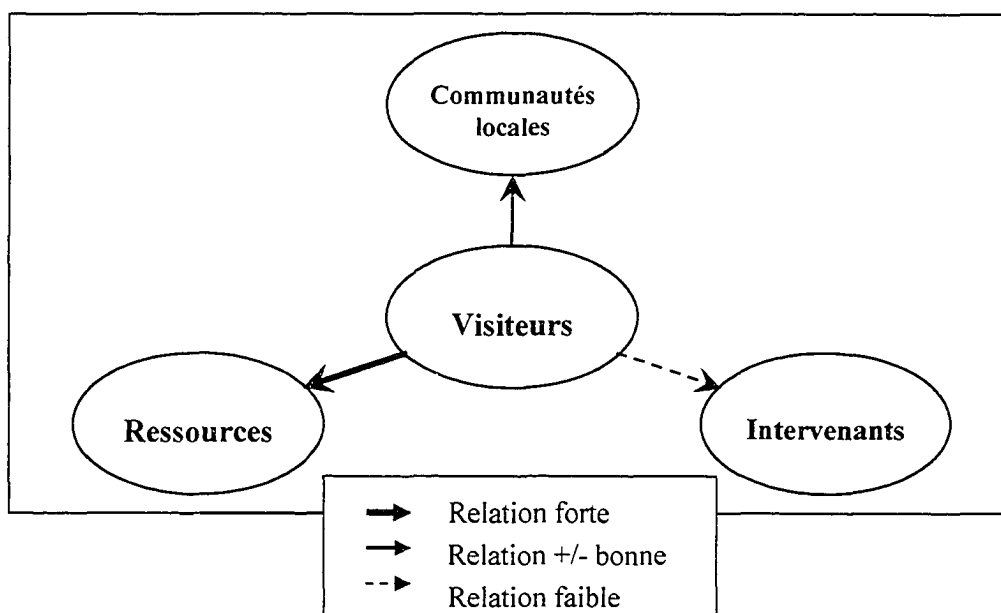 Communautés
locales
Visiteurs
Ressources
Intervenants
Relation forte
Relation +/- bonne
Relation faible